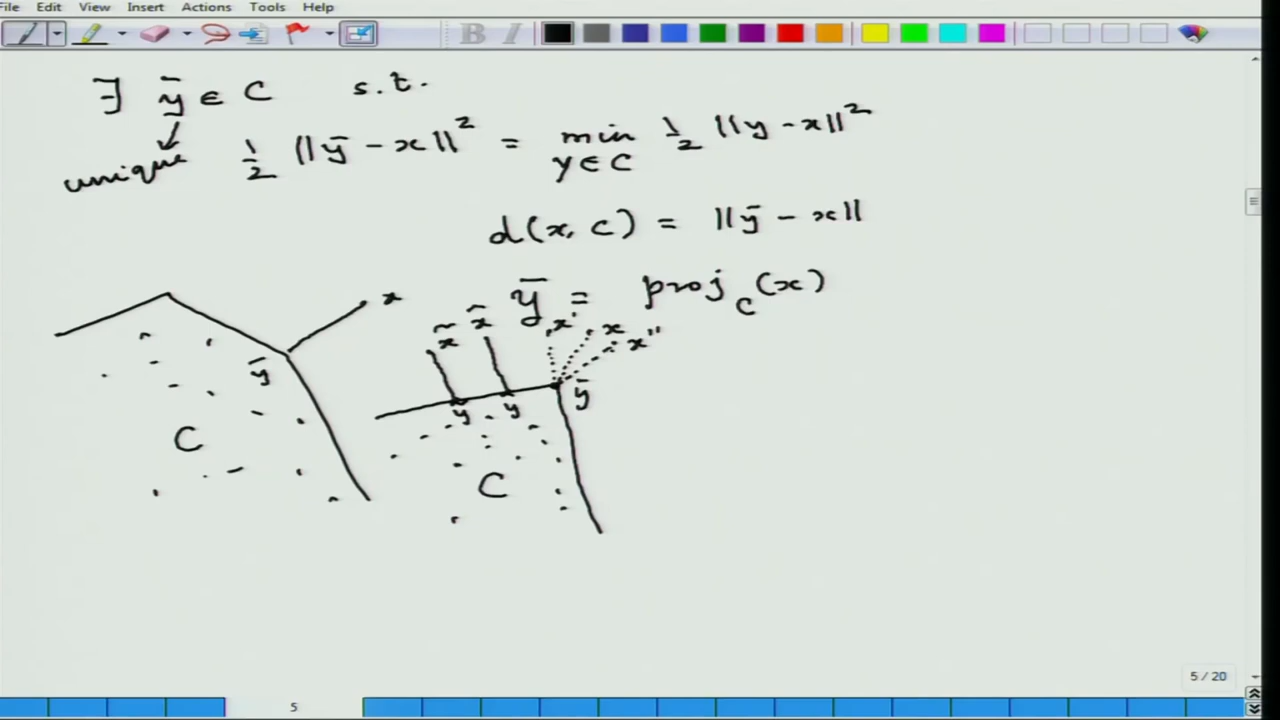 File Edit View Insert Actions Tools Help
B I
∃ ȳ ∈ C s.t.
unique 1/2 ||ȳ - x||² = min y∈C 1/2 ||y - x||²
d(x, C) = ||ȳ - x||
ȳ = proj_C(x)
x
x̃ x̂ x' x x''
ȳ
y y ȳ
C
C
5 / 20
5